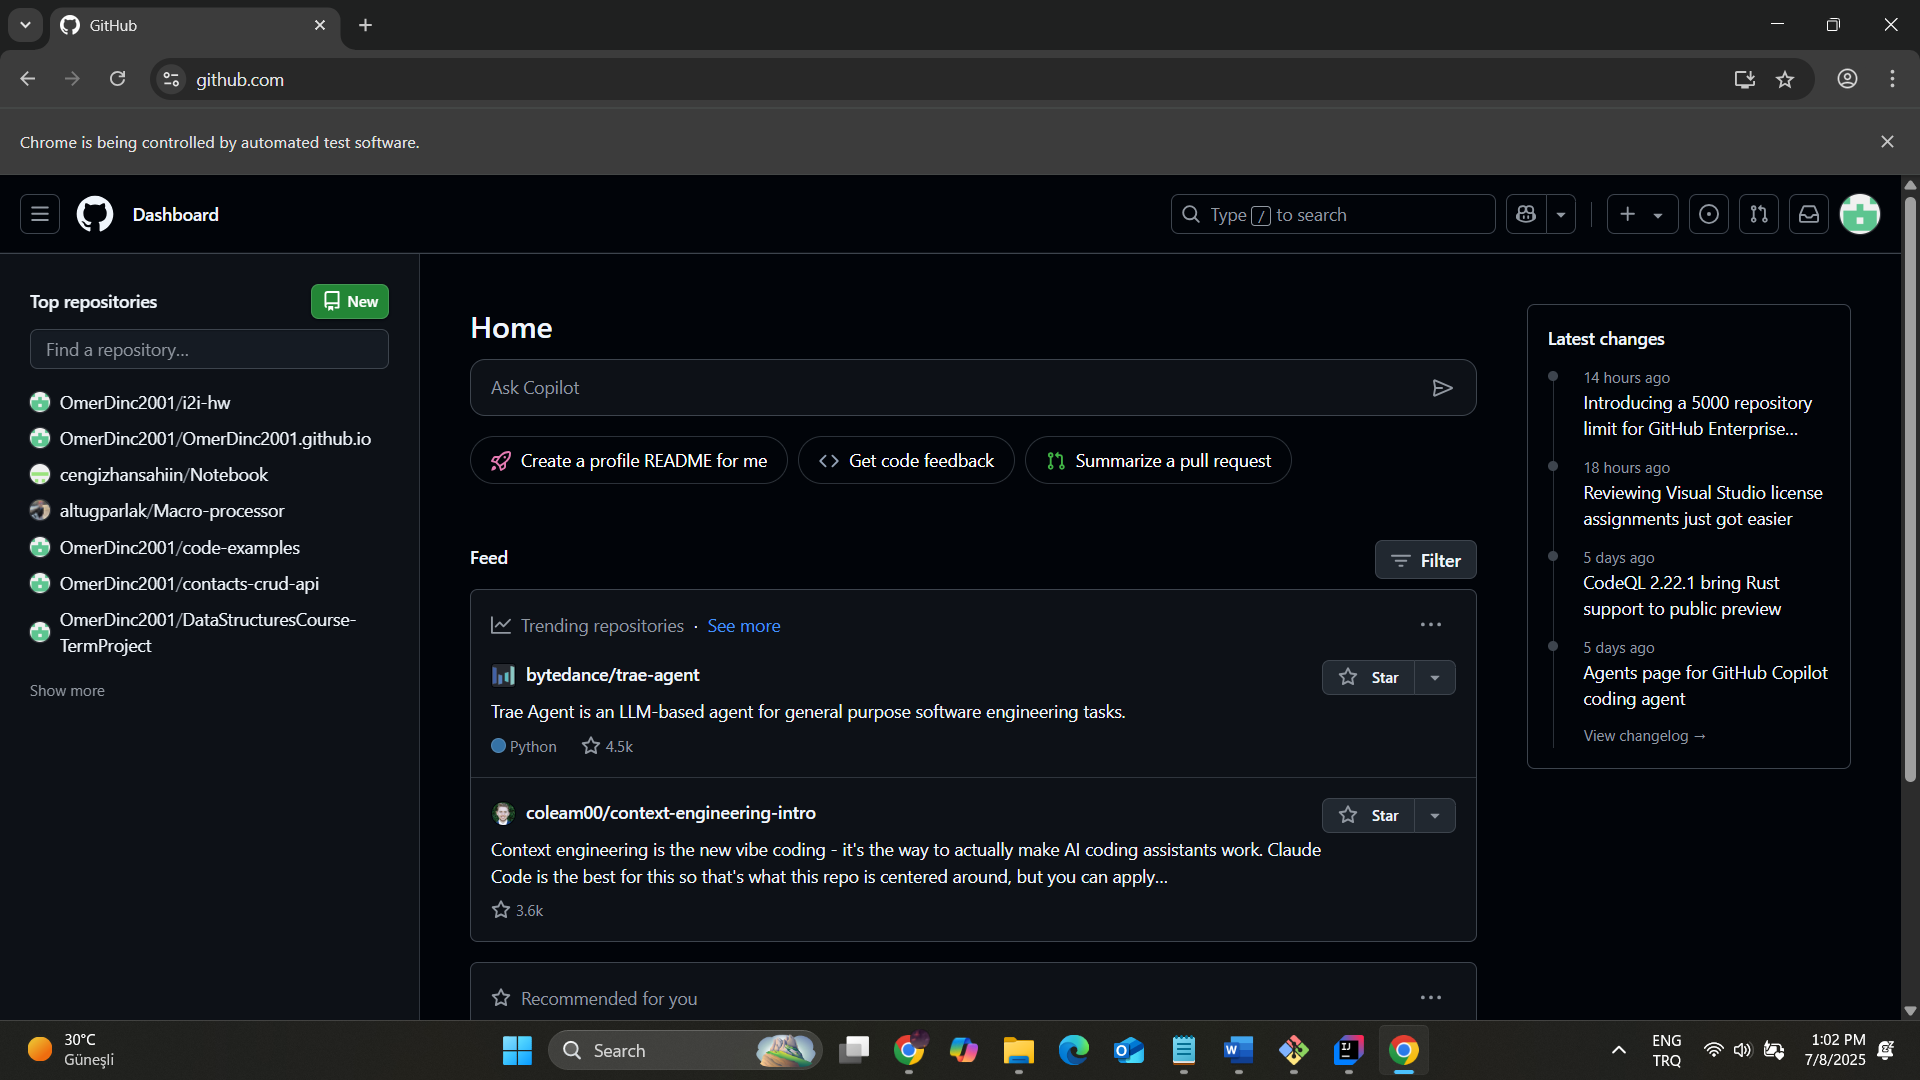 GitHub
github.com
Chrome is being controlled by automated test software.
Dashboard
Type / to search
Top repositories
New
Find a repository...
OmerDinc2001/i2i-hw
OmerDinc2001/OmerDinc2001.github.io
cengizhansahiin/Notebook
altugparlak/Macro-processor
OmerDinc2001/code-examples
OmerDinc2001/contacts-crud-api
OmerDinc2001/DataStructuresCourse-
TermProject
Show more
Home
Ask Copilot
Create a profile README for me
Get code feedback
Summarize a pull request
Feed
Filter
Trending repositories · See more
bytedance/trae-agent
Star
Trae Agent is an LLM-based agent for general purpose software engineering tasks.
Python 4.5k
coleam00/context-engineering-intro
Star
Context engineering is the new vibe coding - it's the way to actually make AI coding assistants work. Claude
Code is the best for this so that's what this repo is centered around, but you can apply...
3.6k
Recommended for you
Latest changes
14 hours ago
Introducing a 5000 repository
limit for GitHub Enterprise...
18 hours ago
Reviewing Visual Studio license
assignments just got easier
5 days ago
CodeQL 2.22.1 bring Rust
support to public preview
5 days ago
Agents page for GitHub Copilot
coding agent
View changelog →
30°C
Güneşli
Search
W
IJ
ENG
TRQ
1:02 PM
7/8/2025